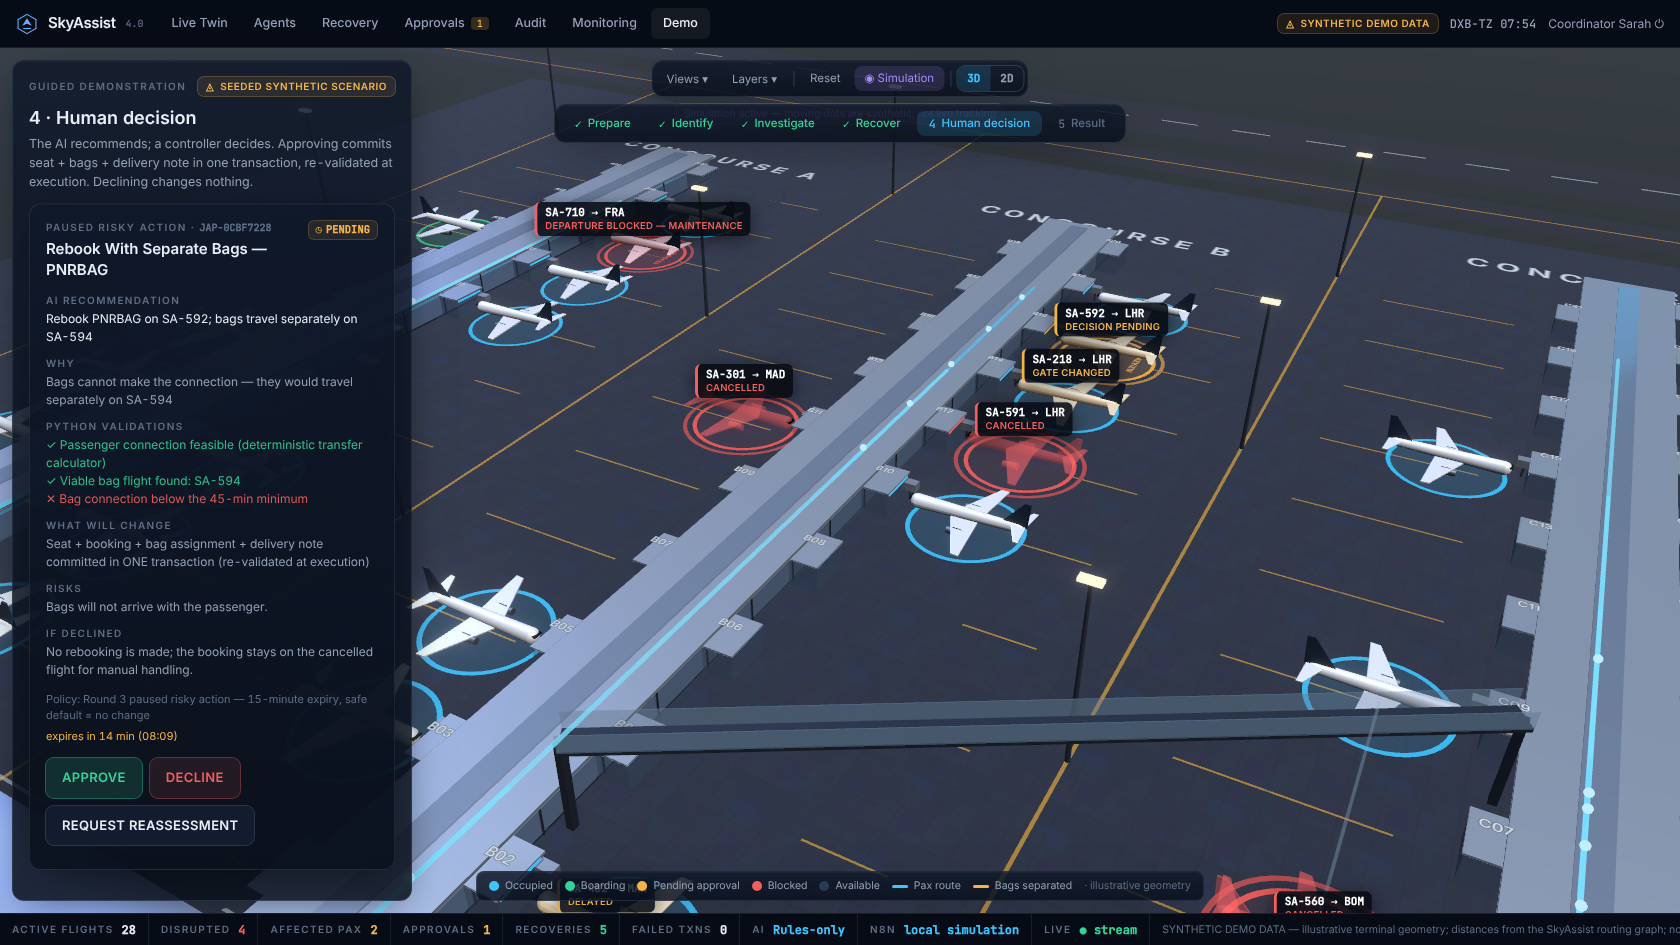 SkyAssist 4.0 Live Twin Agents Recovery Approvals 1 Audit Monitoring Demo
SYNTHETIC DEMO DATA DXB-TZ 07:54 Coordinator Sarah
GUIDED DEMONSTRATION SEEDED SYNTHETIC SCENARIO
4 · Human decision
The AI recommends; a controller decides. Approving commits
seat + bags + delivery note in one transaction, re-validated at
execution. Declining changes nothing.
PAUSED RISKY ACTION · JAP-0CBF7228 PENDING
Rebook With Separate Bags —
PNRBAG
AI RECOMMENDATION
Rebook PNRBAG on SA-592; bags travel separately on
SA-594
WHY
Bags cannot make the connection — they would travel
separately on SA-594
PYTHON VALIDATIONS
✓ Passenger connection feasible (deterministic transfer
calculator)
✓ Viable bag flight found: SA-594
✕ Bag connection below the 45-min minimum
WHAT WILL CHANGE
Seat + booking + bag assignment + delivery note
committed in ONE transaction (re-validated at execution)
RISKS
Bags will not arrive with the passenger.
IF DECLINED
No rebooking is made; the booking stays on the cancelled
flight for manual handling.
Policy: Round 3 paused risky action — 15-minute expiry, safe
default = no change
expires in 14 min (08:09)
APPROVE DECLINE
REQUEST REASSESSMENT
Views ▾ Layers ▾ Reset Simulation 3D 2D
✓ Prepare ✓ Identify ✓ Investigate ✓ Recover 4 Human decision 5 Result
CONCOURSE A
CONCOURSE B
CONC
SA-710 → FRA
DEPARTURE BLOCKED — MAINTENANCE
SA-592 → LHR
DECISION PENDING
SA-218 → LHR
GATE CHANGED
SA-301 → MAD
CANCELLED
SA-591 → LHR
CANCELLED
B11
B12
B09
B10
B07
B08
B05
B06
B03
B02
C13
C11
C09
C07
DELAYED
SA-560 → BOM
CANCELLED
Occupied Boarding Pending approval Blocked Available Pax route Bags separated · illustrative geometry
ACTIVE FLIGHTS 28 DISRUPTED 4 AFFECTED PAX 2 APPROVALS 1 RECOVERIES 5 FAILED TXNS 0 AI Rules-only N8N local simulation LIVE ● stream SYNTHETIC DEMO DATA — illustrative terminal geometry; distances from the SkyAssist routing graph;